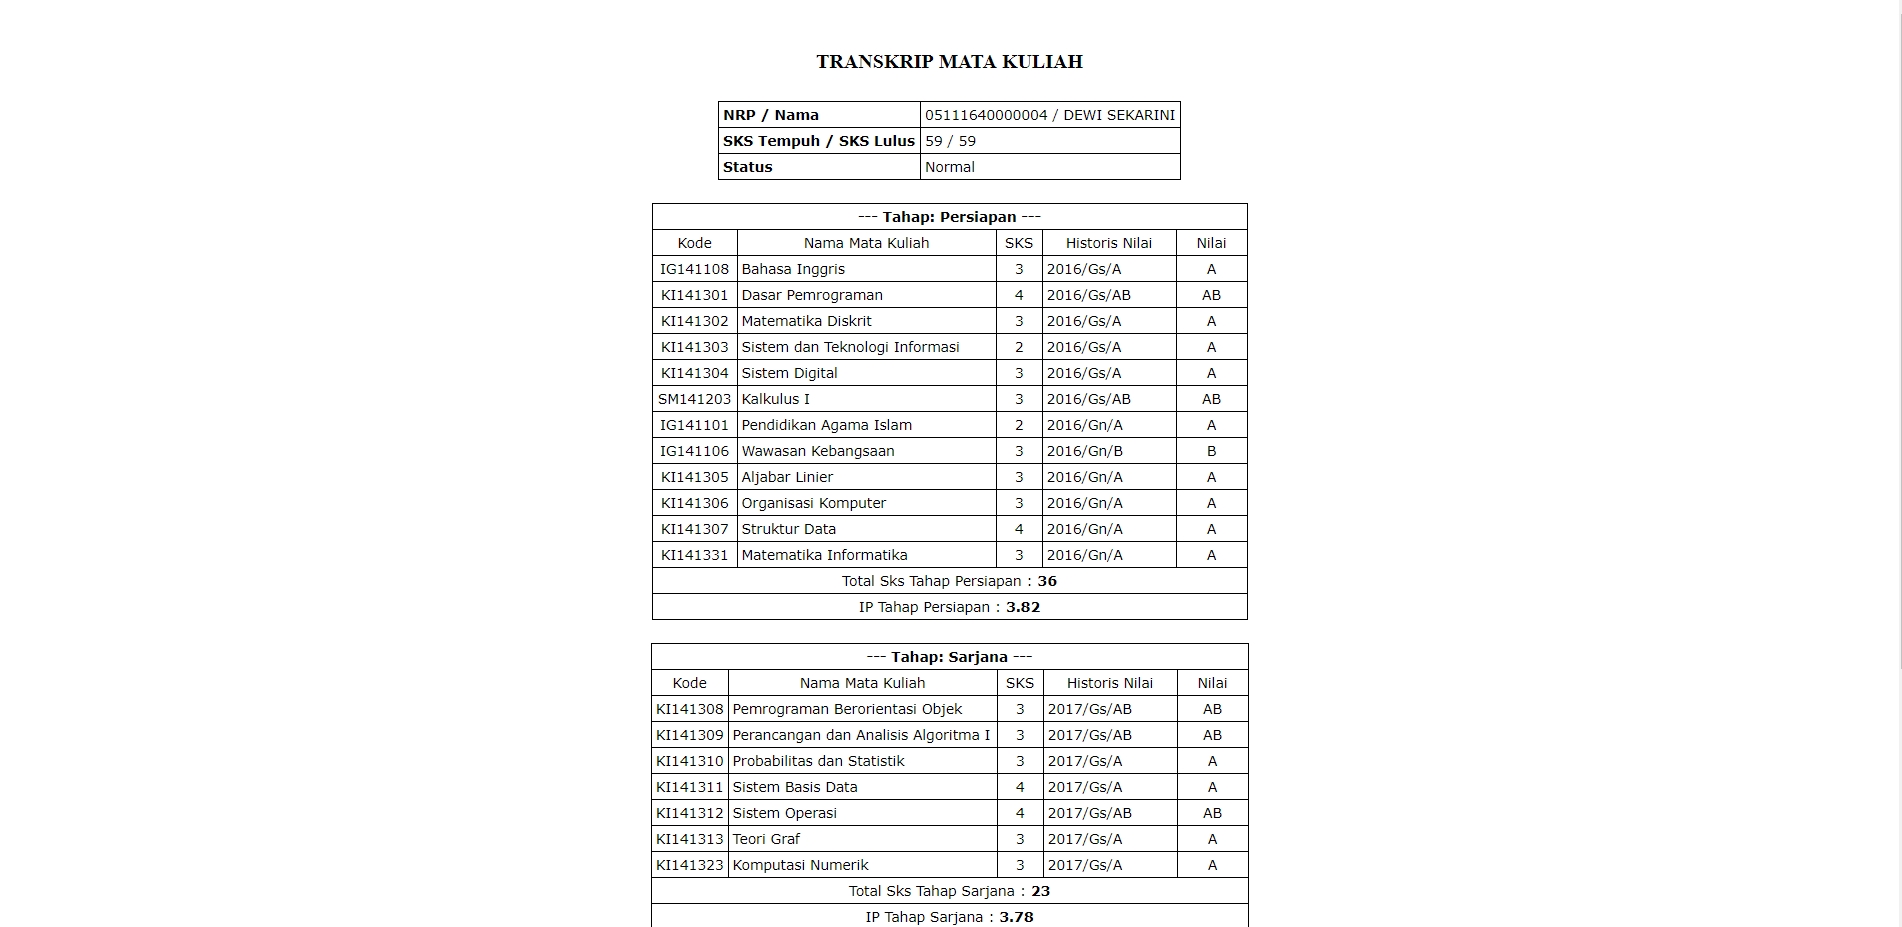 TRANSKRIP MATA KULIAH
NRP / Nama 05111640000004 / DEWI SEKARINI
SKS Tempuh / SKS Lulus 59 / 59
Status Normal
--- Tahap: Persiapan ---
Kode Nama Mata Kuliah SKS Historis Nilai Nilai
IG141108 Bahasa Inggris 3 2016/Gs/A A
KI141301 Dasar Pemrograman 4 2016/Gs/AB AB
KI141302 Matematika Diskrit 3 2016/Gs/A A
KI141303 Sistem dan Teknologi Informasi 2 2016/Gs/A A
KI141304 Sistem Digital 3 2016/Gs/A A
SM141203 Kalkulus I 3 2016/Gs/AB AB
IG141101 Pendidikan Agama Islam 2 2016/Gn/A A
IG141106 Wawasan Kebangsaan 3 2016/Gn/B B
KI141305 Aljabar Linier 3 2016/Gn/A A
KI141306 Organisasi Komputer 3 2016/Gn/A A
KI141307 Struktur Data 4 2016/Gn/A A
KI141331 Matematika Informatika 3 2016/Gn/A A
Total Sks Tahap Persiapan : 36
IP Tahap Persiapan : 3.82
--- Tahap: Sarjana ---
Kode Nama Mata Kuliah SKS Historis Nilai Nilai
KI141308 Pemrograman Berorientasi Objek 3 2017/Gs/AB AB
KI141309 Perancangan dan Analisis Algoritma I 3 2017/Gs/AB AB
KI141310 Probabilitas dan Statistik 3 2017/Gs/A A
KI141311 Sistem Basis Data 4 2017/Gs/A A
KI141312 Sistem Operasi 4 2017/Gs/AB AB
KI141313 Teori Graf 3 2017/Gs/A A
KI141323 Komputasi Numerik 3 2017/Gs/A A
Total Sks Tahap Sarjana : 23
IP Tahap Sarjana : 3.78